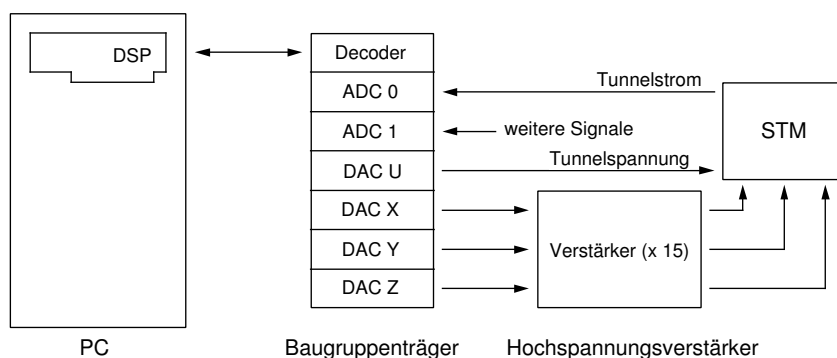 DSP
Decoder
ADC 0
Tunnelstrom
ADC 1
weitere Signale
STM
DAC U
Tunnelspannung
DAC X
DAC Y
Verstärker (x 15)
DAC Z
PC
Baugruppenträger
Hochspannungsverstärker